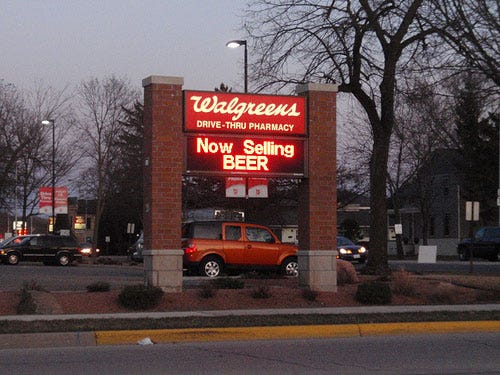 Walgreens
DRIVE-THRU PHARMACY
Now Selling
BEER